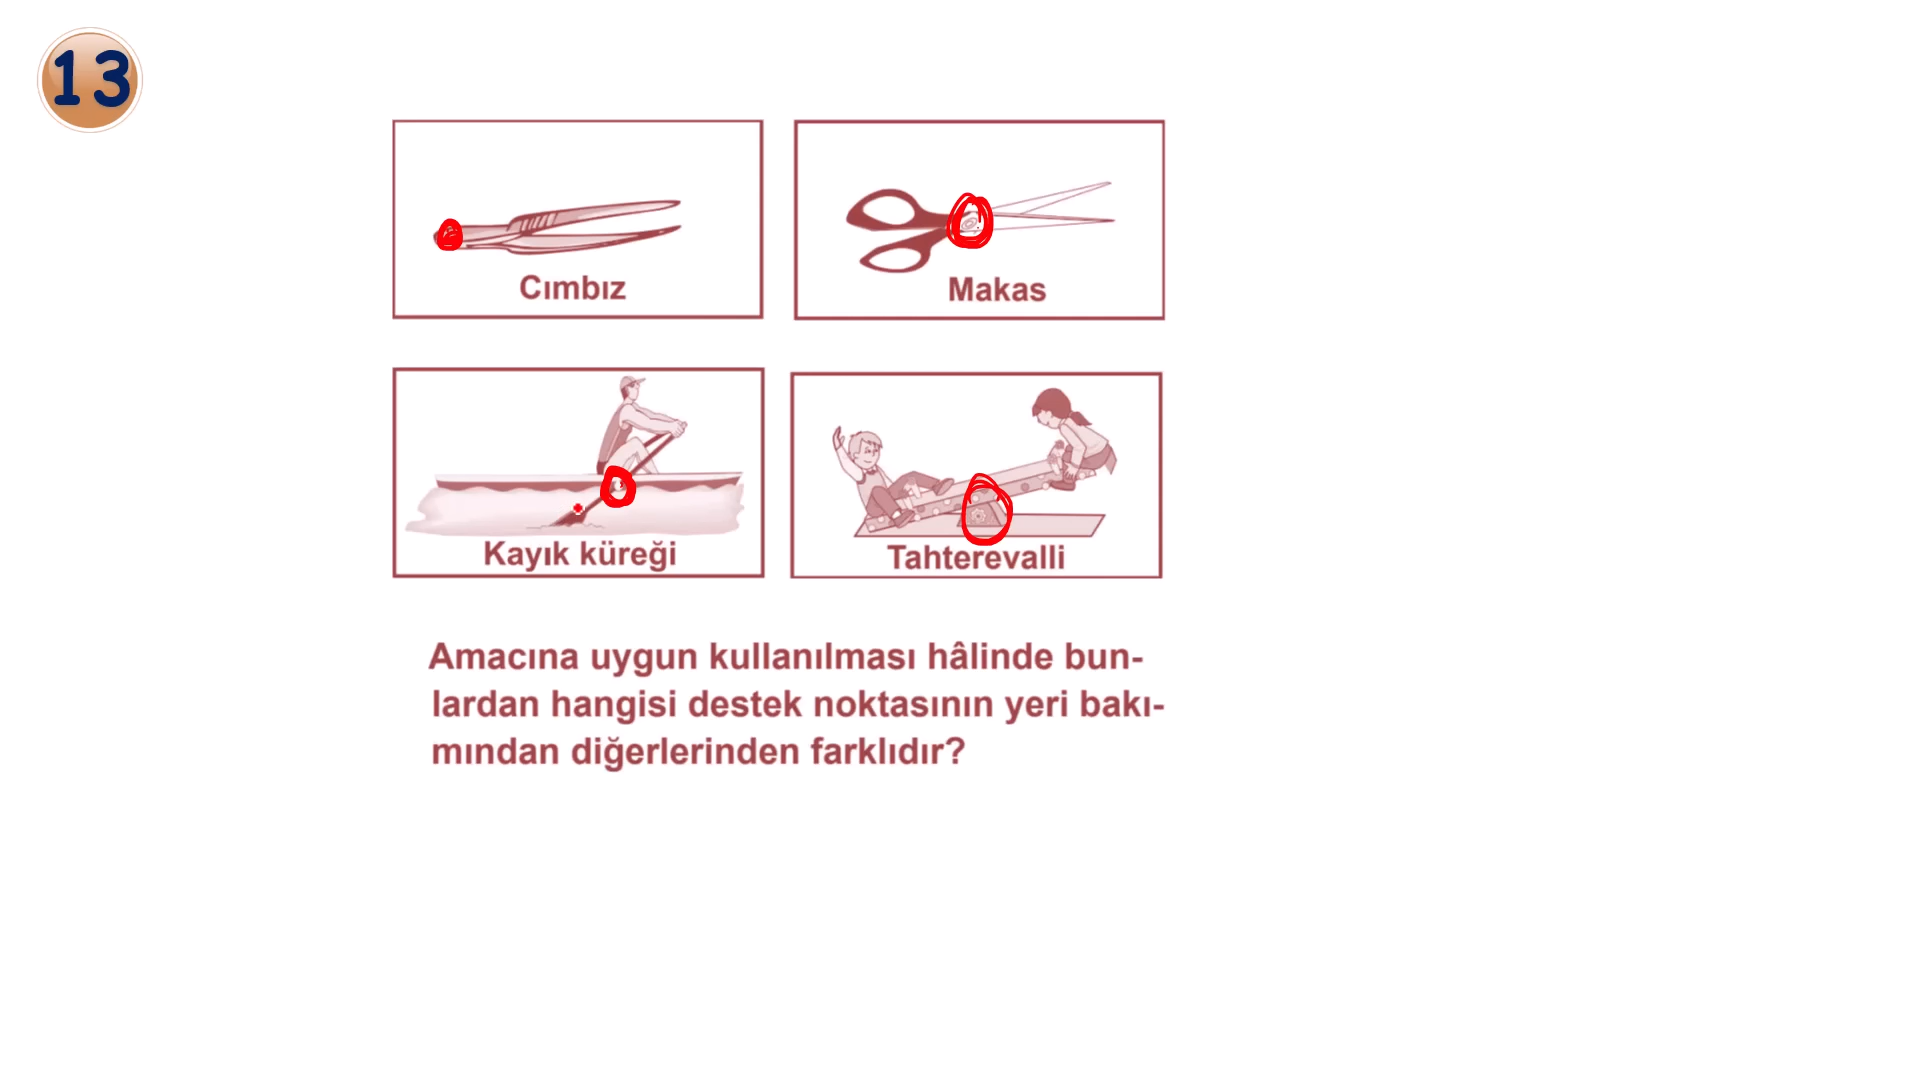 13
Cımbız
Makas
Kayık küreği
Tahterevalli
Amacına uygun kullanılması hâlinde bun-
lardan hangisi destek noktasının yeri bakı-
mından diğerlerinden farklıdır?